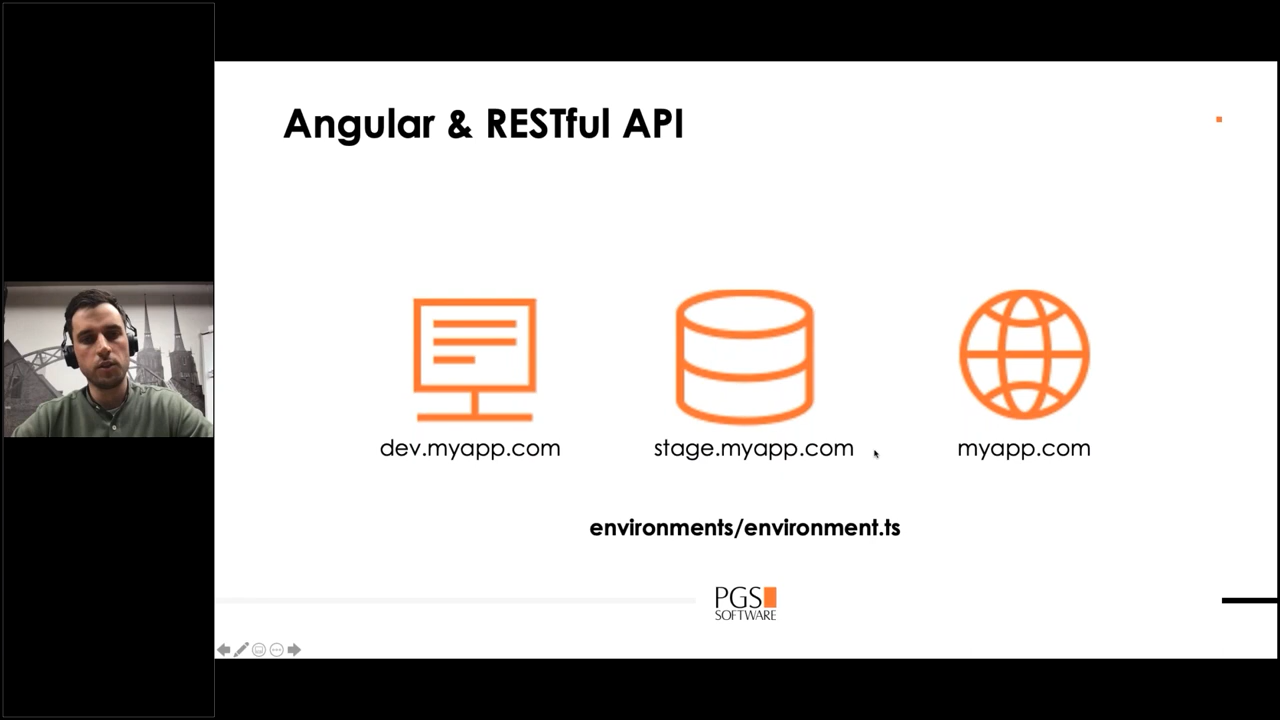 Angular & RESTful API
dev.myapp.com
stage.myapp.com
myapp.com
environments/environment.ts
PGS
SOFTWARE